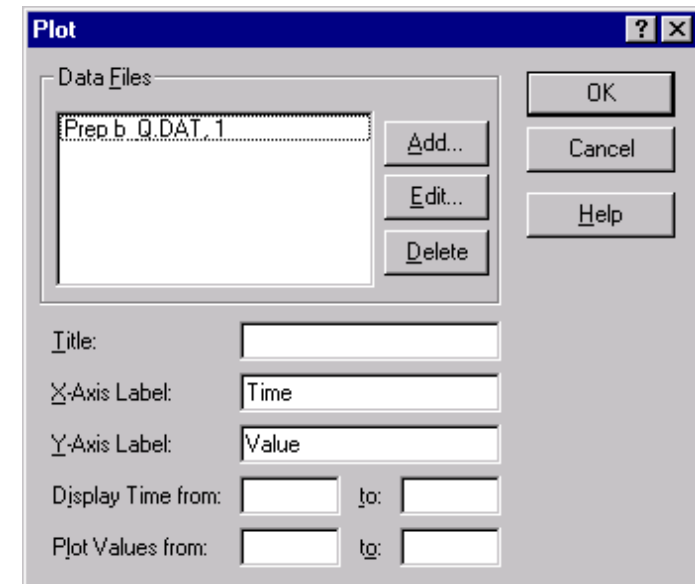 Plot
Data Files
Prep b_Q.DAT, 1
Add...
Edit...
Delete
OK
Cancel
Help
Title:
X-Axis Label: Time
Y-Axis Label: Value
Display Time from: to:
Plot Values from: to: